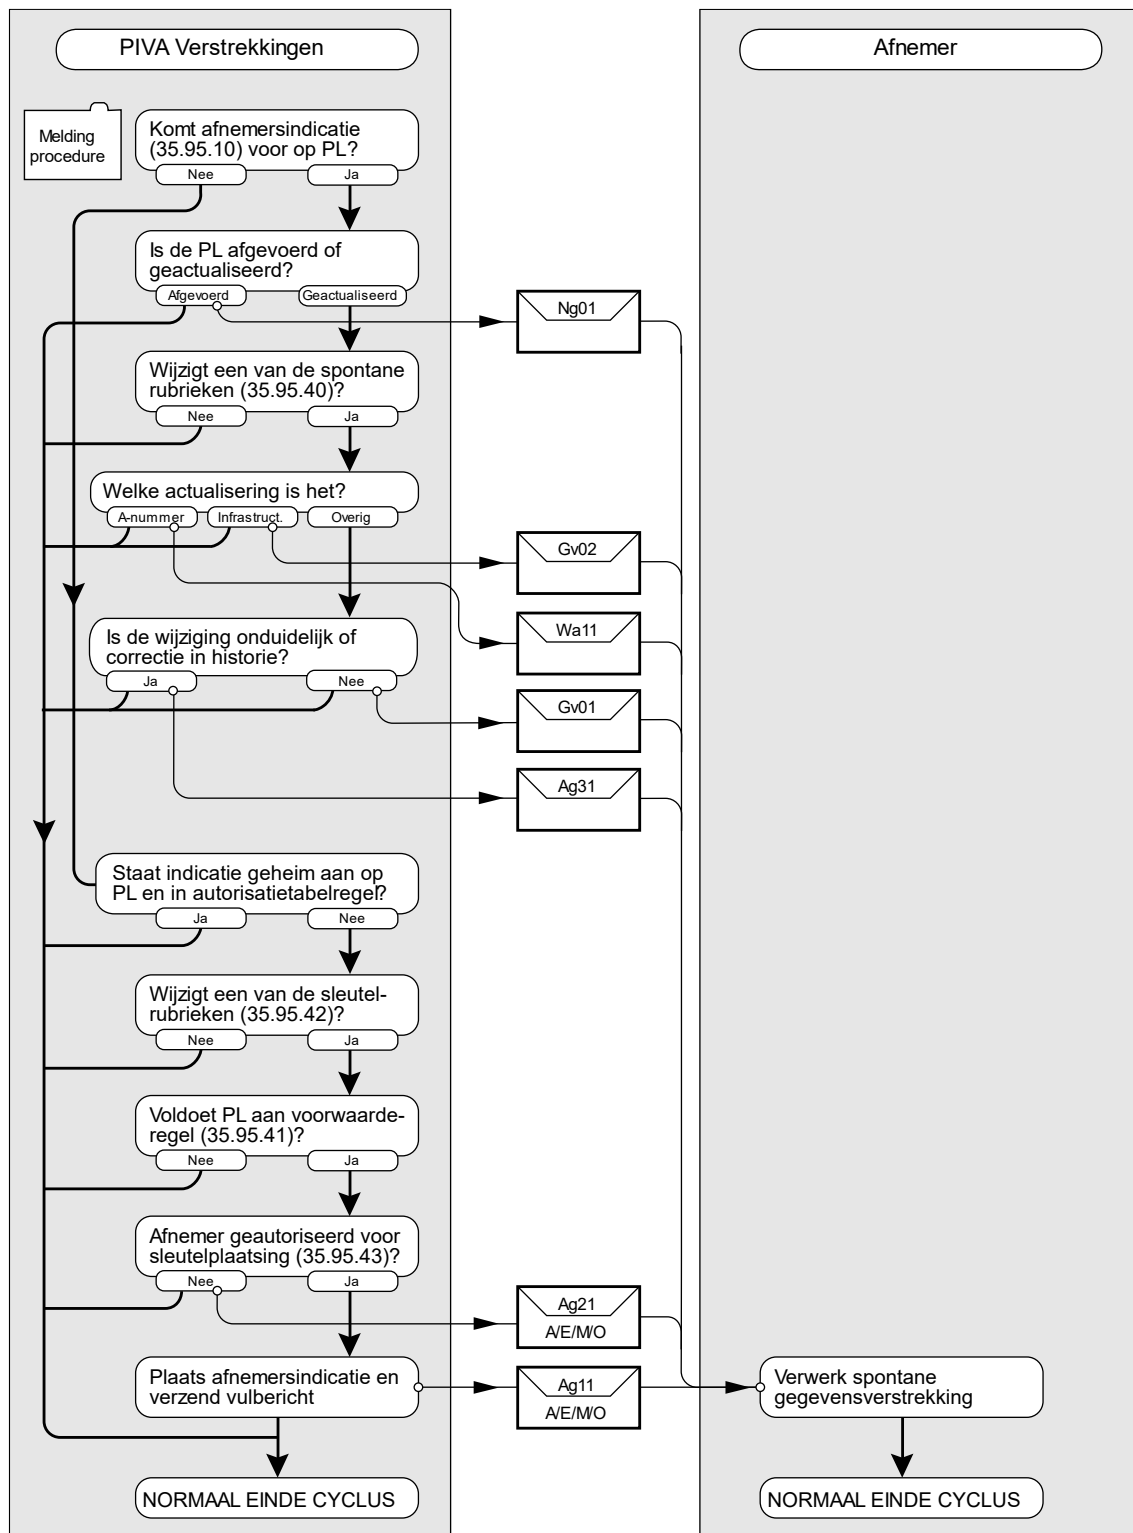 PIVA Verstrekkingen
Afnemer
Melding
procedure
Komt afnemersindicatie
(35.95.10) voor op PL?
Nee
Ja
Is de PL afgevoerd of
geactualiseerd?
Afgevoerd
Geactualiseerd
Ng01
Wijzigt een van de spontane
rubrieken (35.95.40)?
Nee
Ja
Welke actualisering is het?
A-nummer
Infrastruct.
Overig
Gv02
Wa11
Is de wijziging onduidelijk of
correctie in historie?
Ja
Nee
Gv01
Ag31
Staat indicatie geheim aan op
PL en in autorisatietabelregel?
Ja
Nee
Wijzigt een van de sleutel-
rubrieken (35.95.42)?
Nee
Ja
Voldoet PL aan voorwaarde-
regel (35.95.41)?
Nee
Ja
Afnemer geautoriseerd voor
sleutelplaatsing (35.95.43)?
Nee
Ja
Ag21
A/E/M/O
Plaats afnemersindicatie en
verzend vulbericht
Ag11
A/E/M/O
Verwerk spontane
gegevensverstrekking
NORMAAL EINDE CYCLUS
NORMAAL EINDE CYCLUS